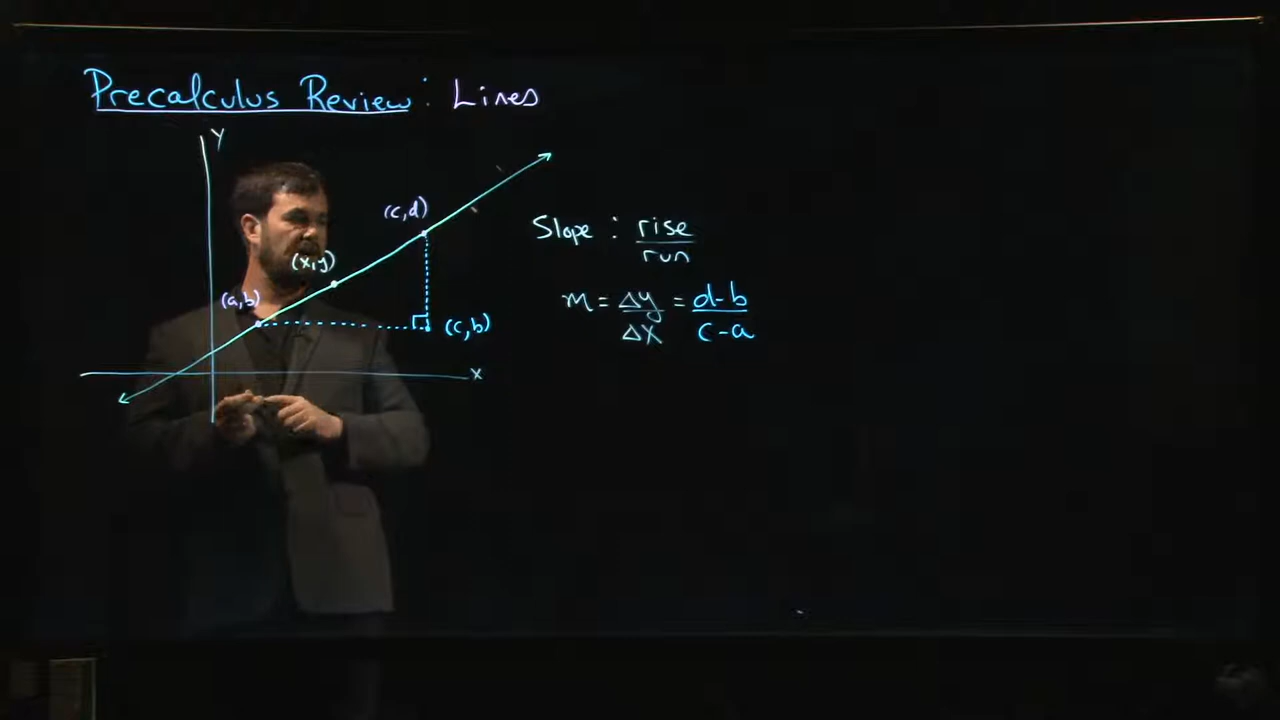 Precalculus Review: Lines
Y
(c,d)
(x,y)
(a,b)
(c,b)
x
Slope: rise/run
m = Δy/Δx = d-b/c-a